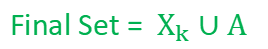 Final Set = Xₖ ∪ A